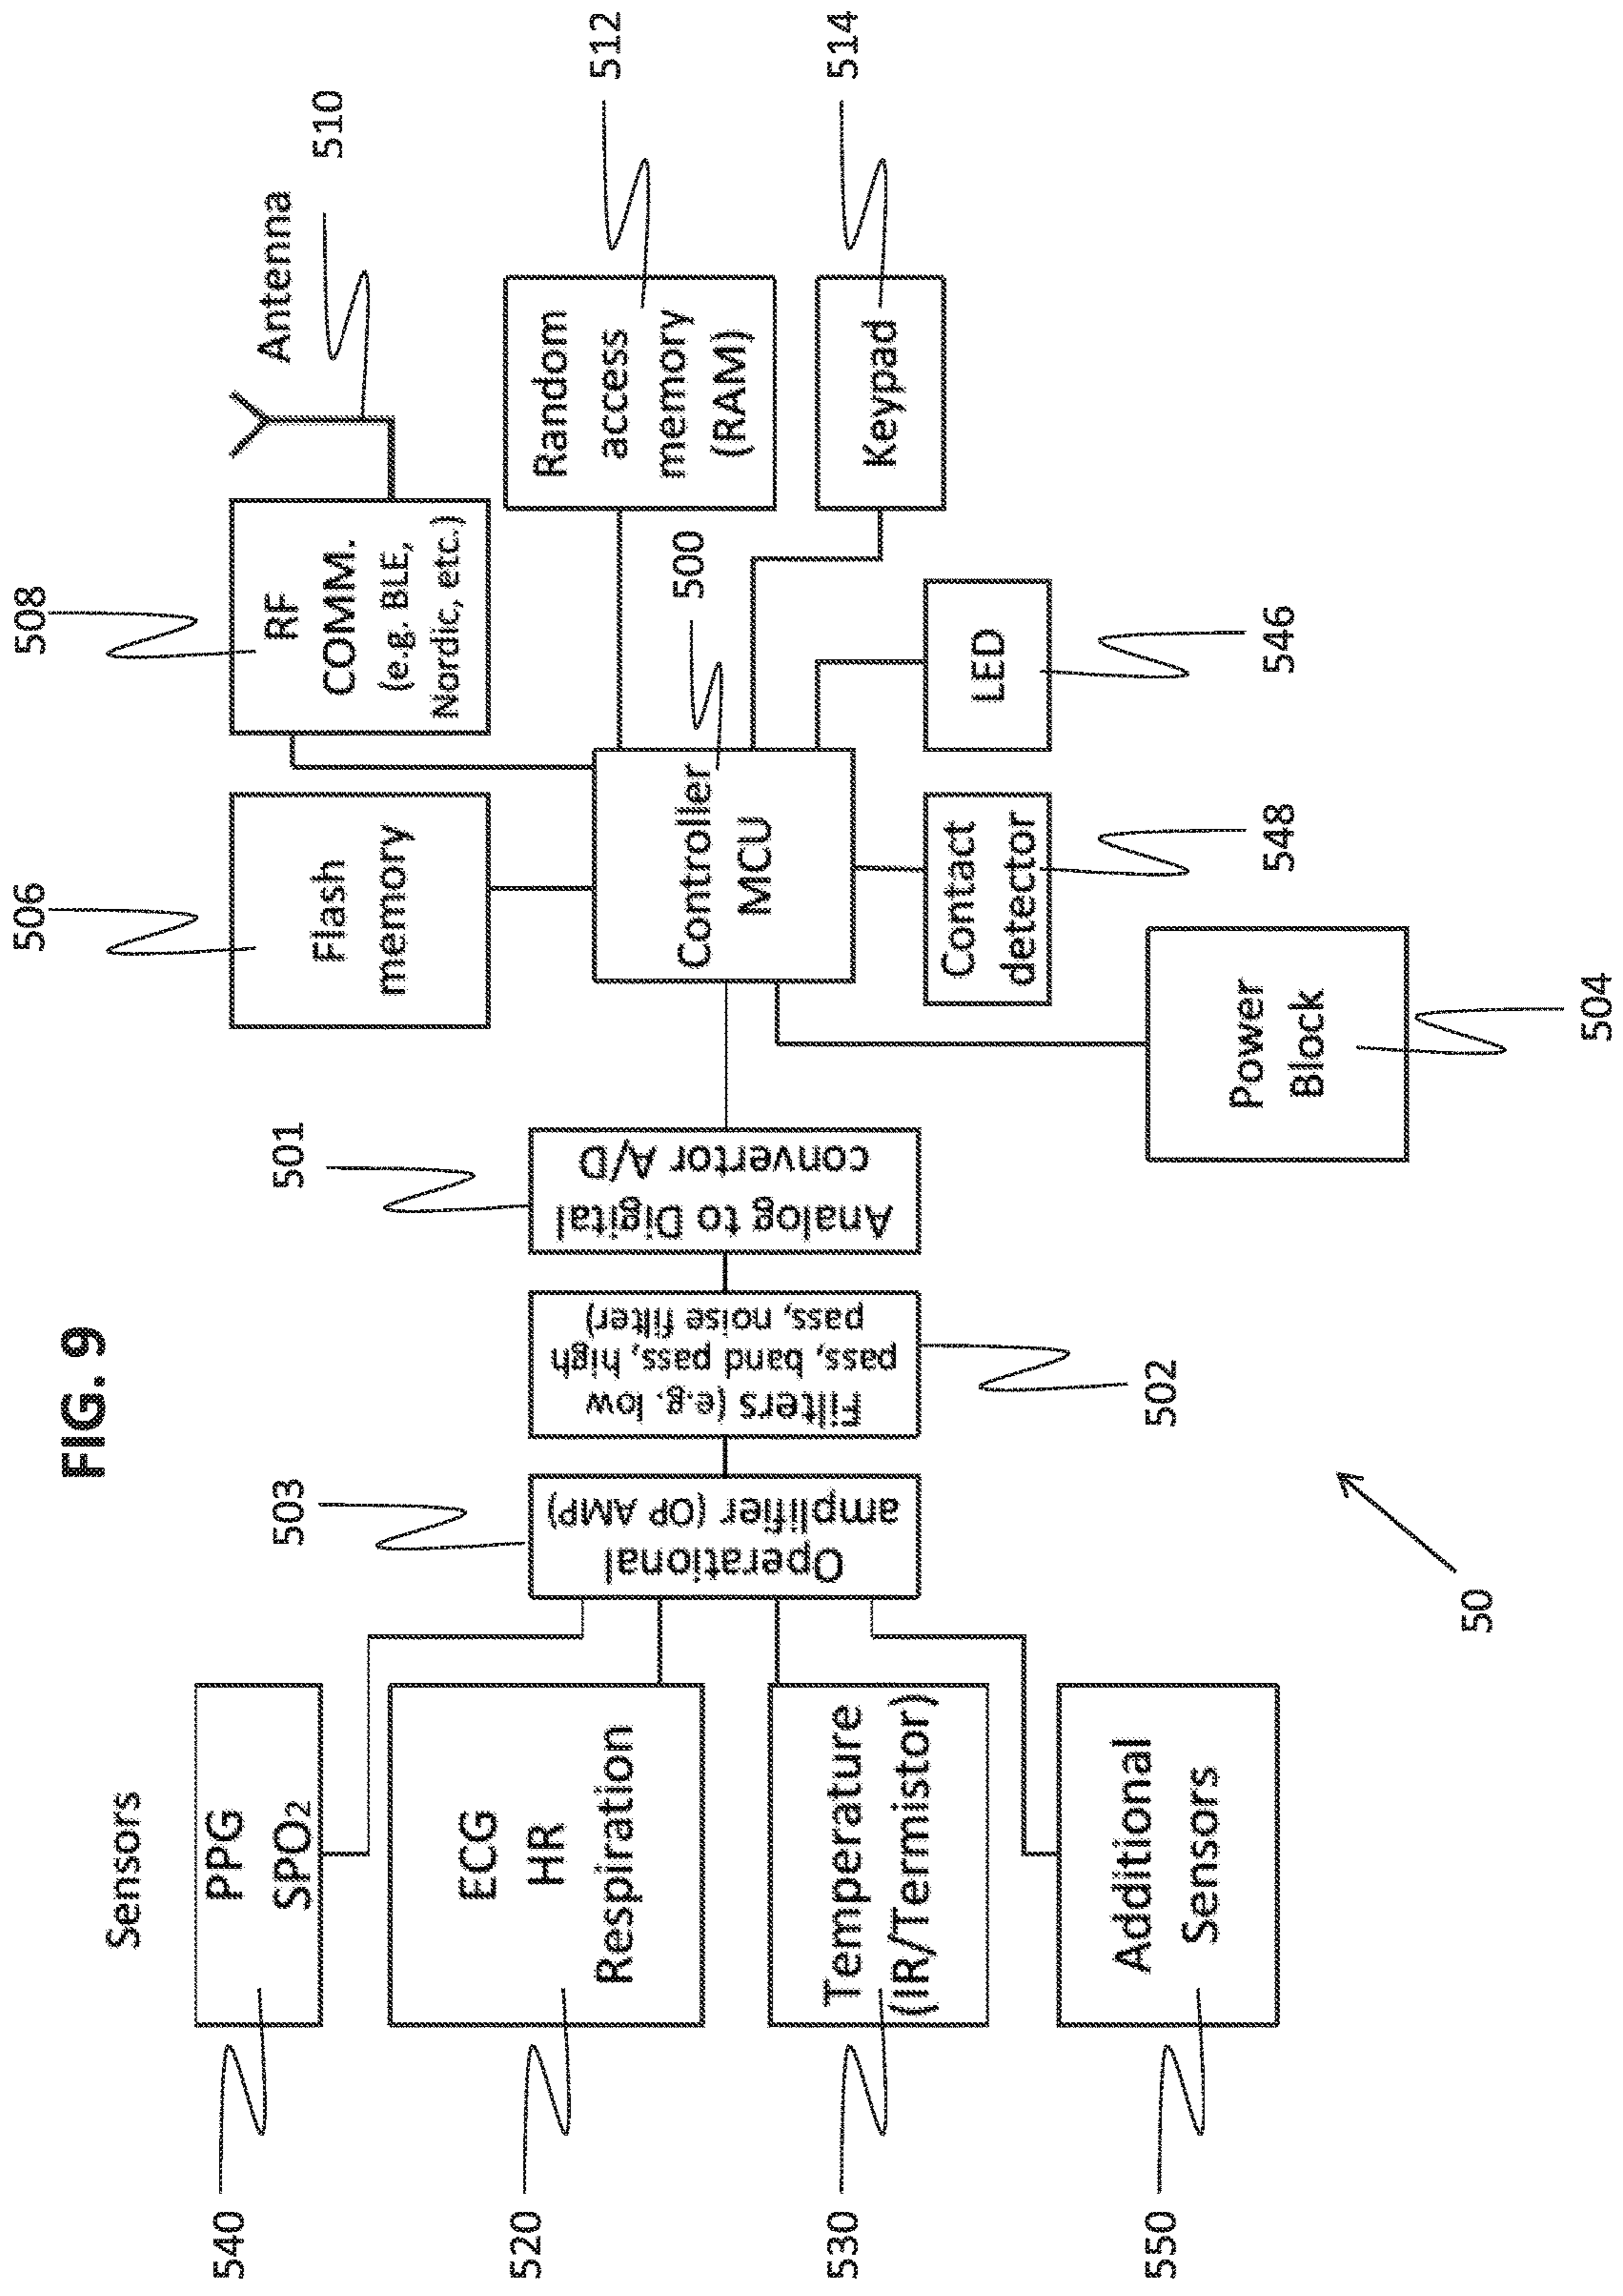 FIG. 9
Sensors
540
PPG
SPO₂
520
ECG
HR
Respiration
530
Temperature
(IR/Termistor)
550
Additional
Sensors
503
Operational
amplifier (OP AMP)
Filters (e.g. low
pass, band pass, high
pass, noise filter)
502
501
Analog to Digital
convertor A/D
50
506
Flash
memory
508
RF
COMM.
(e.g. BLE,
Nordic, etc.)
Antenna
510
Controller
MCU
500
Random
access
memory
(RAM)
512
Keypad
514
Contact
detector
548
LED
546
Power
Block
504